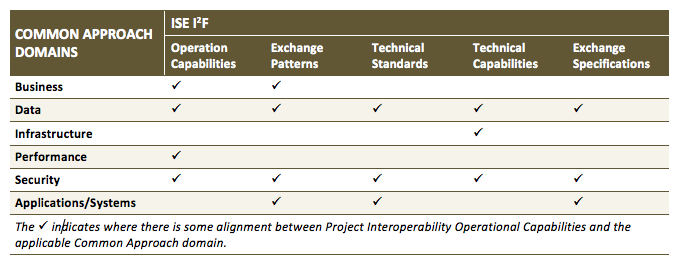 COMMON APPROACH DOMAINS ISE I²F
Operation Capabilities Exchange Patterns Technical Standards Technical Capabilities Exchange Specifications
Business ✓ ✓
Data ✓ ✓ ✓ ✓ ✓
Infrastructure ✓
Performance ✓
Security ✓ ✓ ✓ ✓ ✓
Applications/Systems ✓ ✓ ✓
The ✓ indicates where there is some alignment between Project Interoperability Operational Capabilities and the
applicable Common Approach domain.